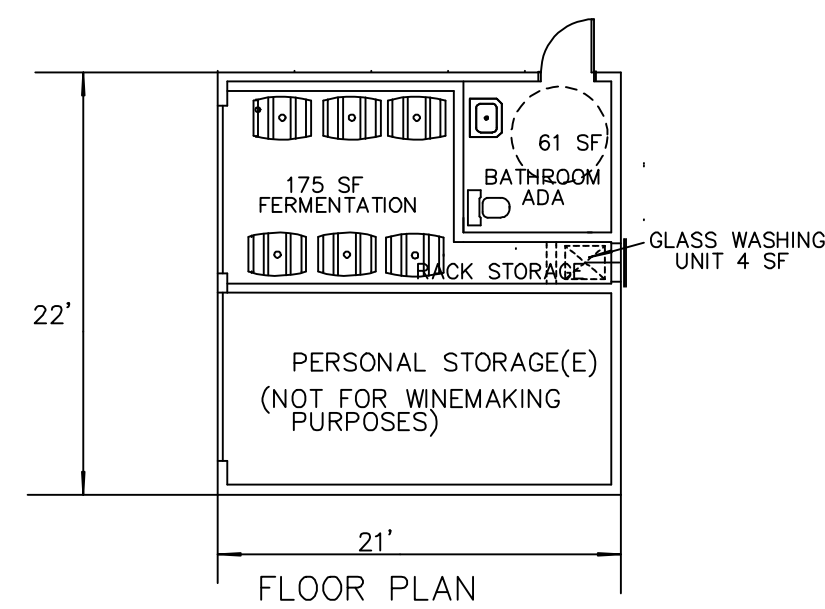 61 SF
BATHROOM
ADA
175 SF
FERMENTATION
GLASS WASHING
UNIT 4 SF
RACK STORAGE
22'
PERSONAL STORAGE(E)
(NOT FOR WINEMAKING
PURPOSES)
21'
FLOOR PLAN